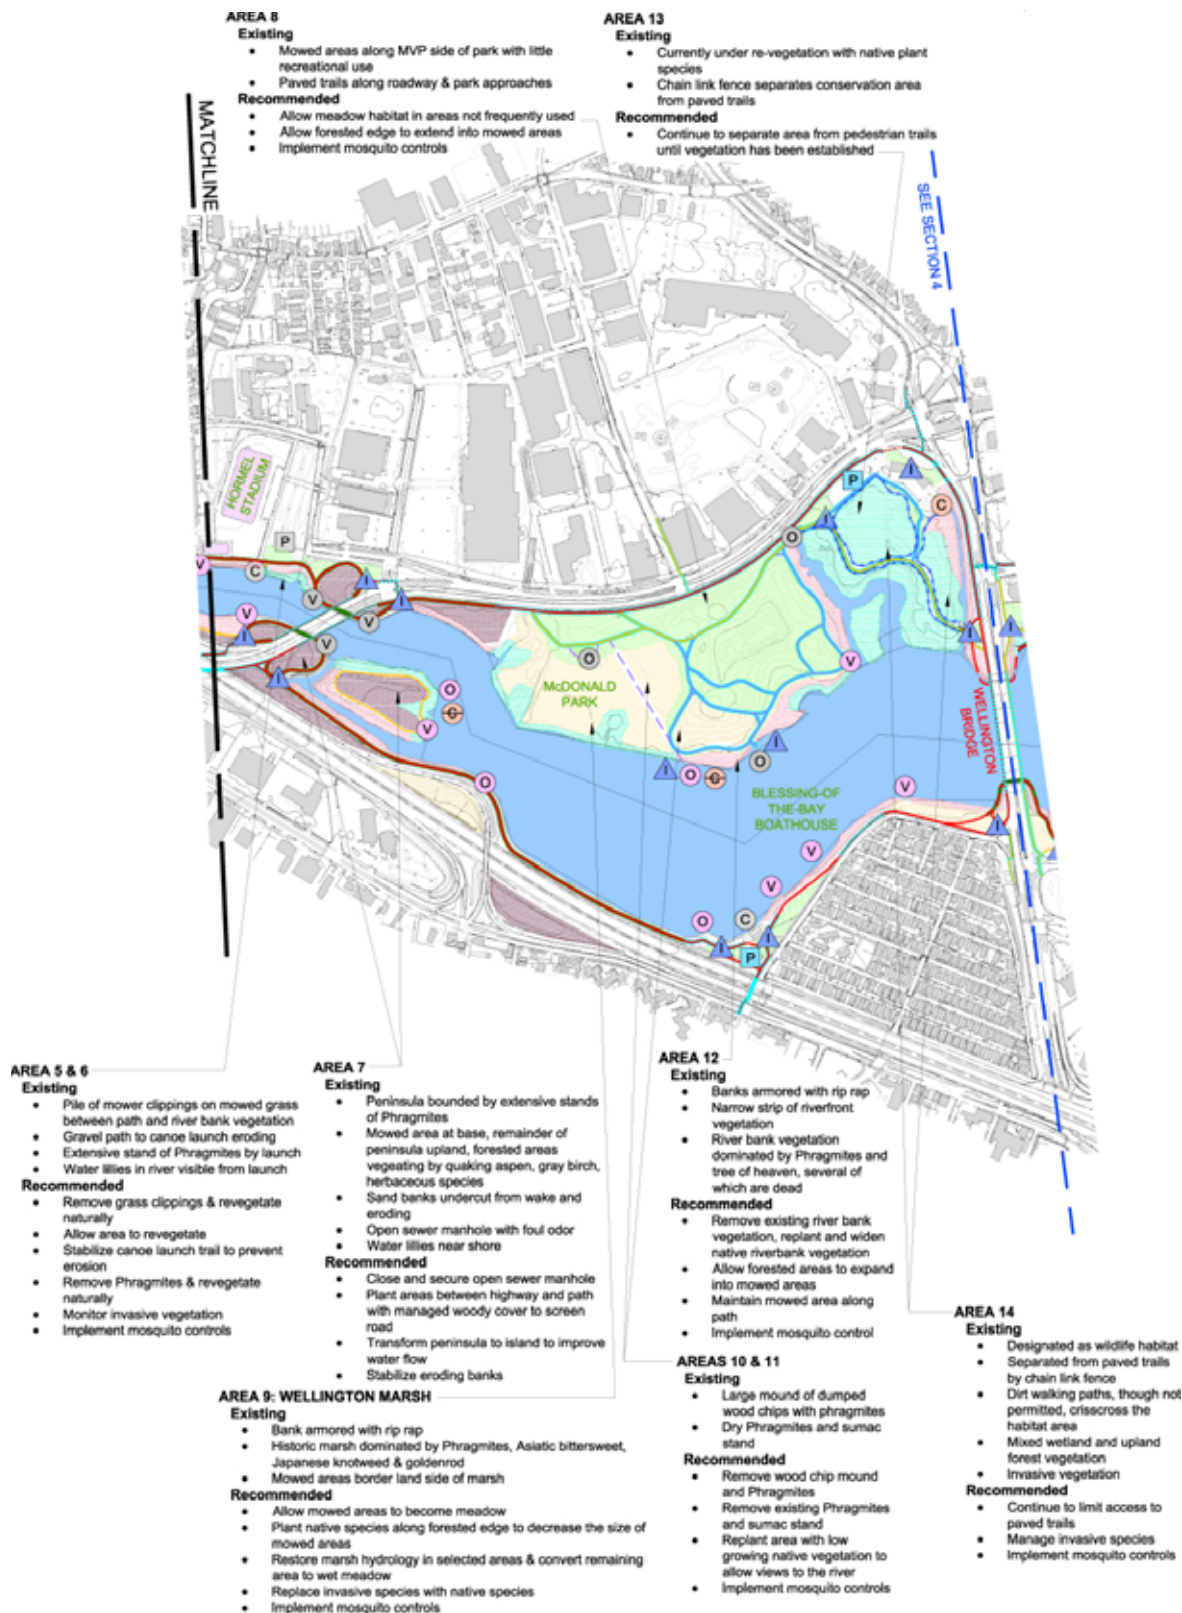 AREA 8
Existing
• Mowed areas along MVP side of park with little
recreational use
• Paved trails along roadway & park approaches
Recommended
• Allow meadow habitat in areas not frequently used
• Allow forested edge to extend into mowed areas
• Implement mosquito controls
AREA 13
Existing
• Currently under re-vegetation with native plant
species
• Chain link fence separates conservation area
from paved trails
Recommended
• Continue to separate area from pedestrian trails
until vegetation has been established
MATCHLINE
SEE SECTION 4
HORMEL
STADIUM
P
P
I
C
I
O
V
C
I
V
I
V
V
I
V
I
I
I
O
V
O
C
V
McDONALD
PARK
I
O
I
O
C
O
WELLINGTON
BRIDGE
BLESSING-OF
THE-BAY
BOATHOUSE
V
I
V
V
O
C
I
I
P
AREA 5 & 6
Existing
• Pile of mower clippings on mowed grass
between path and river bank vegetation
• Gravel path to canoe launch eroding
• Extensive stand of Phragmites by launch
• Water lillies in river visible from launch
Recommended
• Remove grass clippings & revegetate
naturally
• Allow area to revegetate
• Stabilize canoe launch trail to prevent
erosion
• Remove Phragmites & revegetate
naturally
• Monitor invasive vegetation
• Implement mosquito controls
AREA 7
Existing
• Peninsula bounded by extensive stands
of Phragmites
• Mowed area at base, remainder of
peninsula upland, forested areas
vegeating by quaking aspen, gray birch,
herbaceous species
• Sand banks undercut from wake and
eroding
• Open sewer manhole with foul odor
• Water lillies near shore
Recommended
• Close and secure open sewer manhole
• Plant areas between highway and path
with managed woody cover to screen
road
• Transform peninsula to island to improve
water flow
• Stabilize eroding banks
AREA 9: WELLINGTON MARSH
Existing
• Bank armored with rip rap
• Historic marsh dominated by Phragmites, Asiatic bittersweet,
Japanese knotweed & goldenrod
• Mowed areas border land side of marsh
Recommended
• Allow mowed areas to become meadow
• Plant native species along forested edge to decrease the size of
mowed areas
• Restore marsh hydrology in selected areas & convert remaining
area to wet meadow
• Replace invasive species with native species
• Implement mosquito controls
AREA 12
Existing
• Banks armored with rip rap
• Narrow strip of riverfront
vegetation
• River bank vegetation
dominated by Phragmites and
tree of heaven, several of
which are dead
Recommended
• Remove existing river bank
vegetation, replant and widen
native riverbank vegetation
• Allow forested areas to expand
into mowed areas
• Maintain mowed area along
path
• Implement mosquito control
AREAS 10 & 11
Existing
• Large mound of dumped
wood chips with phragmites
• Dry Phragmites and sumac
stand
Recommended
• Remove wood chip mound
and Phragmites
• Remove existing Phragmites
and sumac stand
• Replant area with low
growing native vegetation to
allow views to the river
• Implement mosquito controls
AREA 14
Existing
• Designated as wildlife habitat
• Separated from paved trails
by chain link fence
• Dirt walking paths, though not
permitted, crisscross the
habitat area
• Mixed wetland and upland
forest vegetation
• Invasive vegetation
Recommended
• Continue to limit access to
paved trails
• Manage invasive species
• Implement mosquito controls